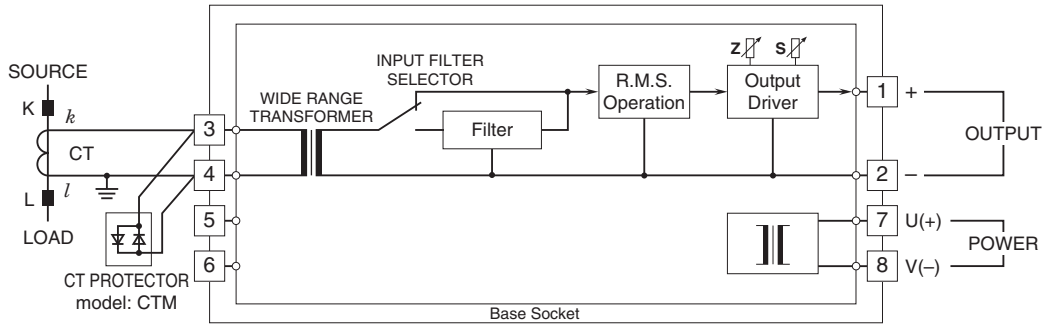 SOURCE
K
k
CT
L
l
LOAD
CT PROTECTOR
model: CTM
3
4
5
6
WIDE RANGE
TRANSFORMER
INPUT FILTER
SELECTOR
Filter
R.M.S.
Operation
Z
S
Output
Driver
1
+
2
–
OUTPUT
7
U(+)
8
V(–)
POWER
Base Socket